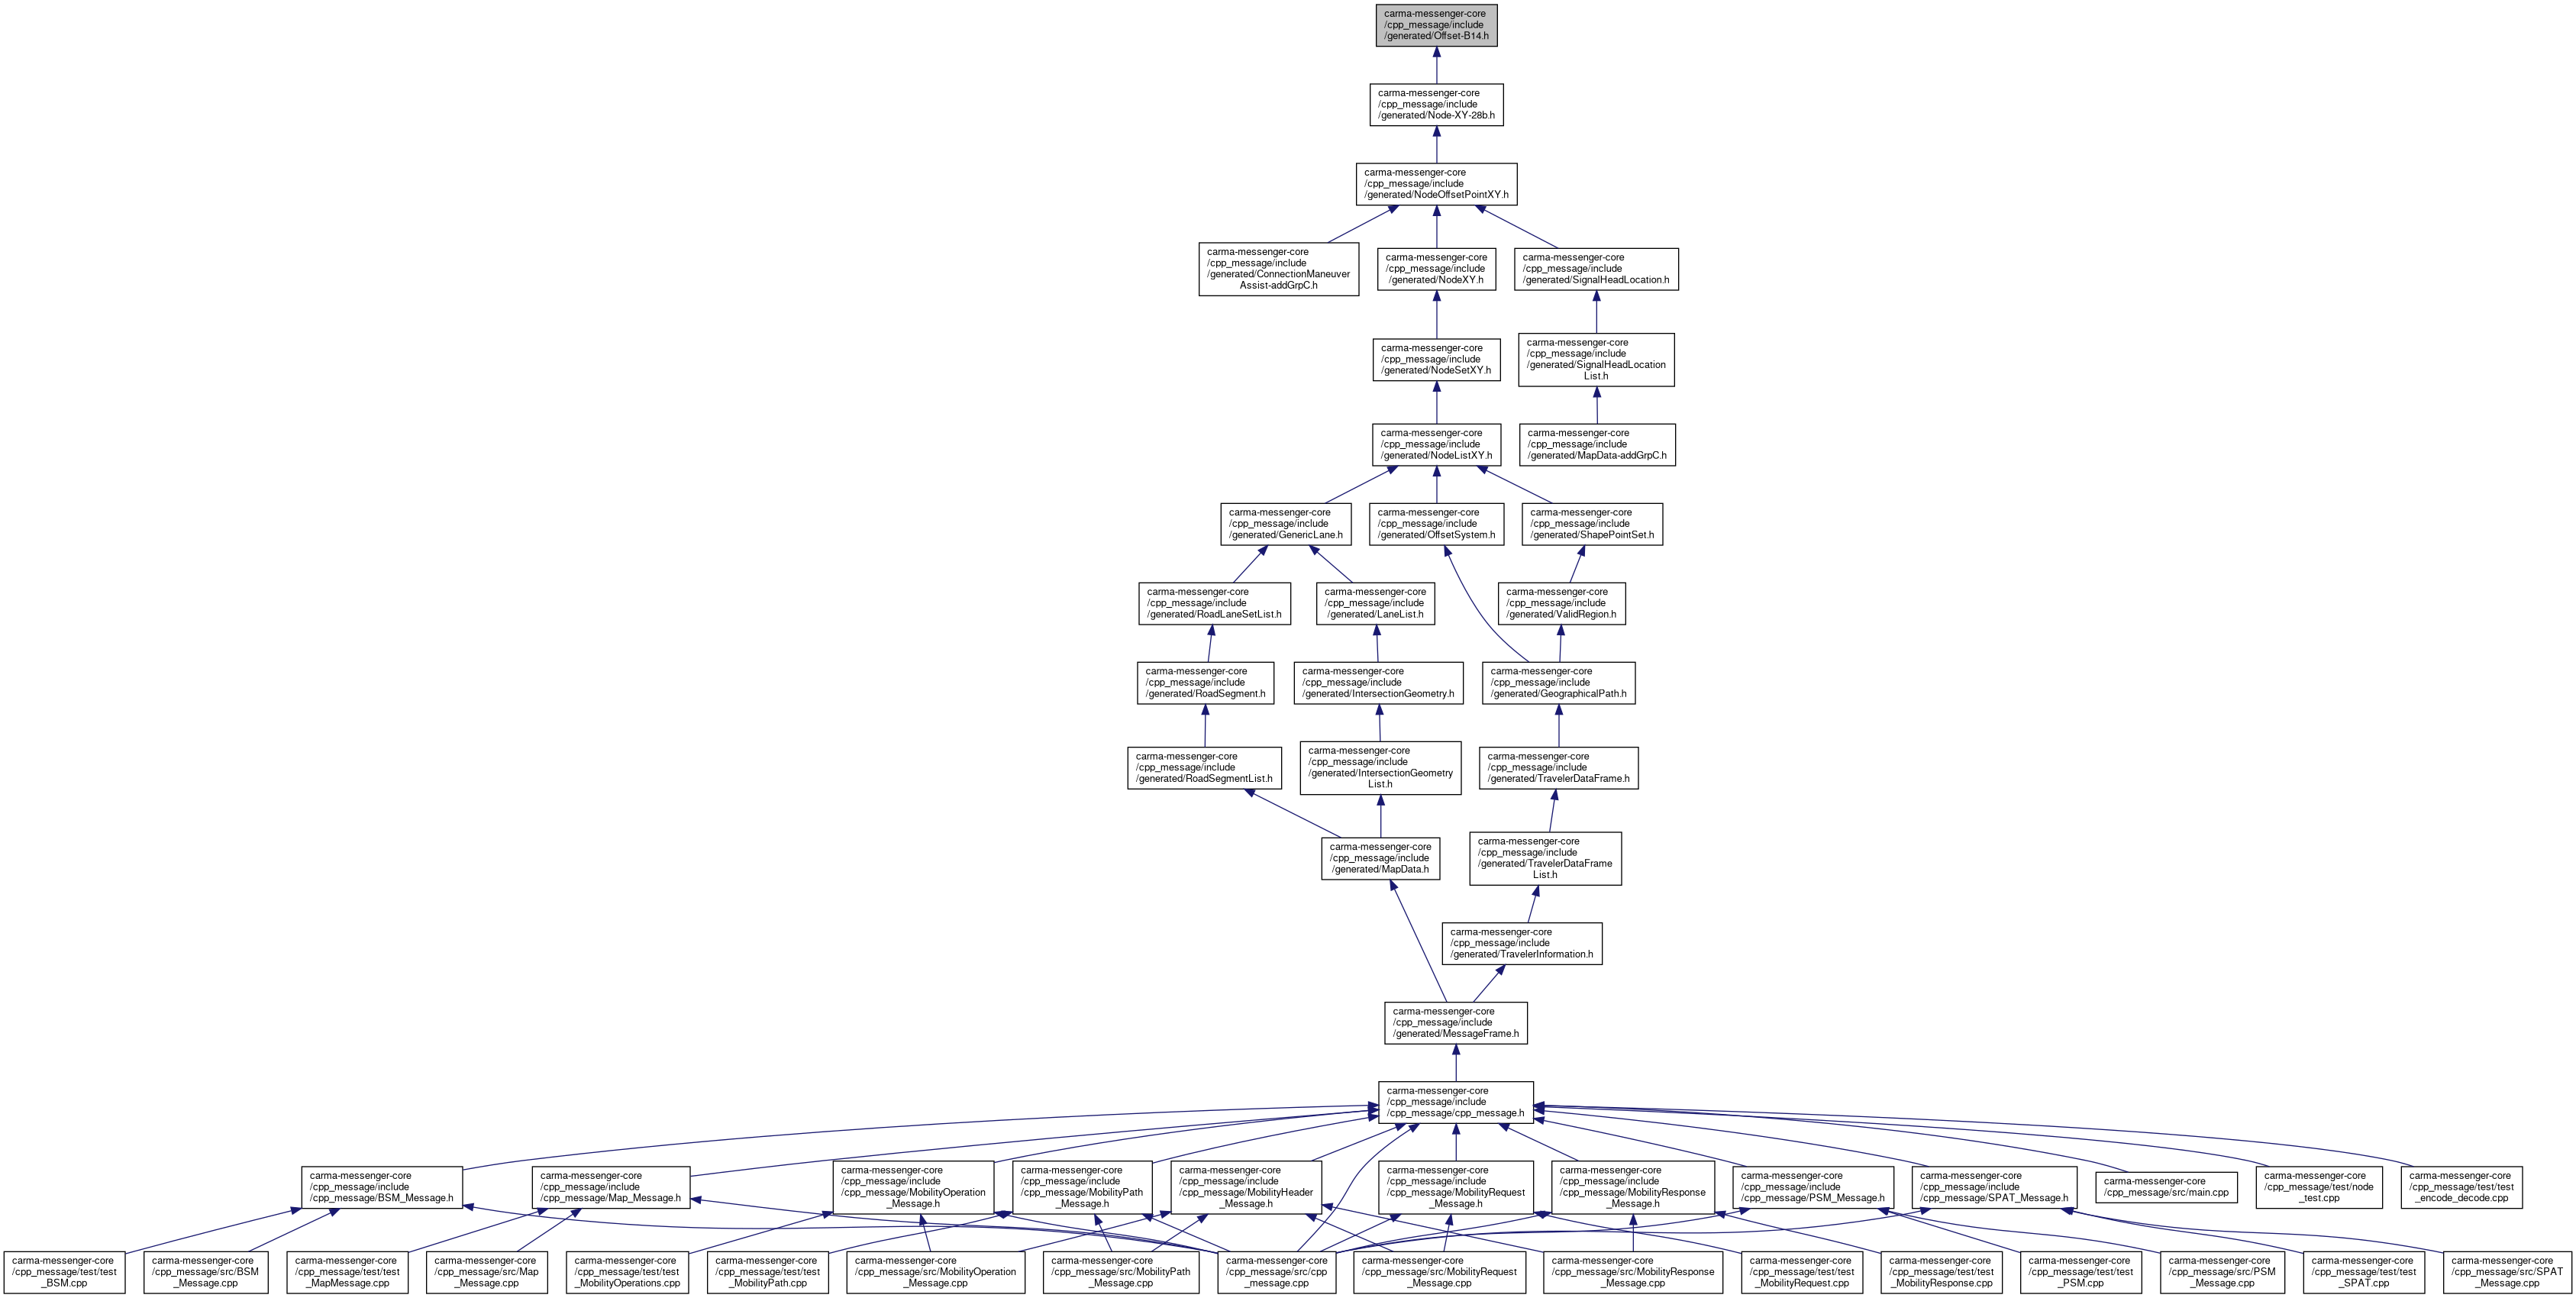 carma-messenger-core
/cpp_message/include
/generated/Offset-B14.h
carma-messenger-core
/cpp_message/include
/generated/Node-XY-28b.h
carma-messenger-core
/cpp_message/include
/generated/NodeOffsetPointXY.h
carma-messenger-core
/cpp_message/include
/generated/ConnectionManeuver
Assist-addGrpC.h
carma-messenger-core
/cpp_message/include
/generated/NodeXY.h
carma-messenger-core
/cpp_message/include
/generated/SignalHeadLocation.h
carma-messenger-core
/cpp_message/include
/generated/NodeSetXY.h
carma-messenger-core
/cpp_message/include
/generated/SignalHeadLocation
List.h
carma-messenger-core
/cpp_message/include
/generated/NodeListXY.h
carma-messenger-core
/cpp_message/include
/generated/MapData-addGrpC.h
carma-messenger-core
/cpp_message/include
/generated/GenericLane.h
carma-messenger-core
/cpp_message/include
/generated/OffsetSystem.h
carma-messenger-core
/cpp_message/include
/generated/ShapePointSet.h
carma-messenger-core
/cpp_message/include
/generated/RoadLaneSetList.h
carma-messenger-core
/cpp_message/include
/generated/LaneList.h
carma-messenger-core
/cpp_message/include
/generated/ValidRegion.h
carma-messenger-core
/cpp_message/include
/generated/RoadSegment.h
carma-messenger-core
/cpp_message/include
/generated/IntersectionGeometry.h
carma-messenger-core
/cpp_message/include
/generated/GeographicalPath.h
carma-messenger-core
/cpp_message/include
/generated/RoadSegmentList.h
carma-messenger-core
/cpp_message/include
/generated/IntersectionGeometry
List.h
carma-messenger-core
/cpp_message/include
/generated/TravelerDataFrame.h
carma-messenger-core
/cpp_message/include
/generated/MapData.h
carma-messenger-core
/cpp_message/include
/generated/TravelerDataFrame
List.h
carma-messenger-core
/cpp_message/include
/generated/TravelerInformation.h
carma-messenger-core
/cpp_message/include
/generated/MessageFrame.h
carma-messenger-core
/cpp_message/include
/cpp_message/cpp_message.h
carma-messenger-core
/cpp_message/include
/cpp_message/BSM_Message.h
carma-messenger-core
/cpp_message/include
/cpp_message/Map_Message.h
carma-messenger-core
/cpp_message/include
/cpp_message/MobilityOperation
_Message.h
carma-messenger-core
/cpp_message/include
/cpp_message/MobilityPath
_Message.h
carma-messenger-core
/cpp_message/include
/cpp_message/MobilityHeader
_Message.h
carma-messenger-core
/cpp_message/include
/cpp_message/MobilityRequest
_Message.h
carma-messenger-core
/cpp_message/include
/cpp_message/MobilityResponse
_Message.h
carma-messenger-core
/cpp_message/include
/cpp_message/PSM_Message.h
carma-messenger-core
/cpp_message/include
/cpp_message/SPAT_Message.h
carma-messenger-core
/cpp_message/src/main.cpp
carma-messenger-core
/cpp_message/test/node
_test.cpp
carma-messenger-core
/cpp_message/test/test
_encode_decode.cpp
carma-messenger-core
/cpp_message/test/test
_BSM.cpp
carma-messenger-core
/cpp_message/src/BSM
_Message.cpp
carma-messenger-core
/cpp_message/test/test
_MapMessage.cpp
carma-messenger-core
/cpp_message/src/Map
_Message.cpp
carma-messenger-core
/cpp_message/test/test
_MobilityOperations.cpp
carma-messenger-core
/cpp_message/test/test
_MobilityPath.cpp
carma-messenger-core
/cpp_message/src/MobilityOperation
_Message.cpp
carma-messenger-core
/cpp_message/src/MobilityPath
_Message.cpp
carma-messenger-core
/cpp_message/src/cpp
_message.cpp
carma-messenger-core
/cpp_message/src/MobilityRequest
_Message.cpp
carma-messenger-core
/cpp_message/src/MobilityResponse
_Message.cpp
carma-messenger-core
/cpp_message/test/test
_MobilityRequest.cpp
carma-messenger-core
/cpp_message/test/test
_MobilityResponse.cpp
carma-messenger-core
/cpp_message/test/test
_PSM.cpp
carma-messenger-core
/cpp_message/src/PSM
_Message.cpp
carma-messenger-core
/cpp_message/test/test
_SPAT.cpp
carma-messenger-core
/cpp_message/src/SPAT
_Message.cpp